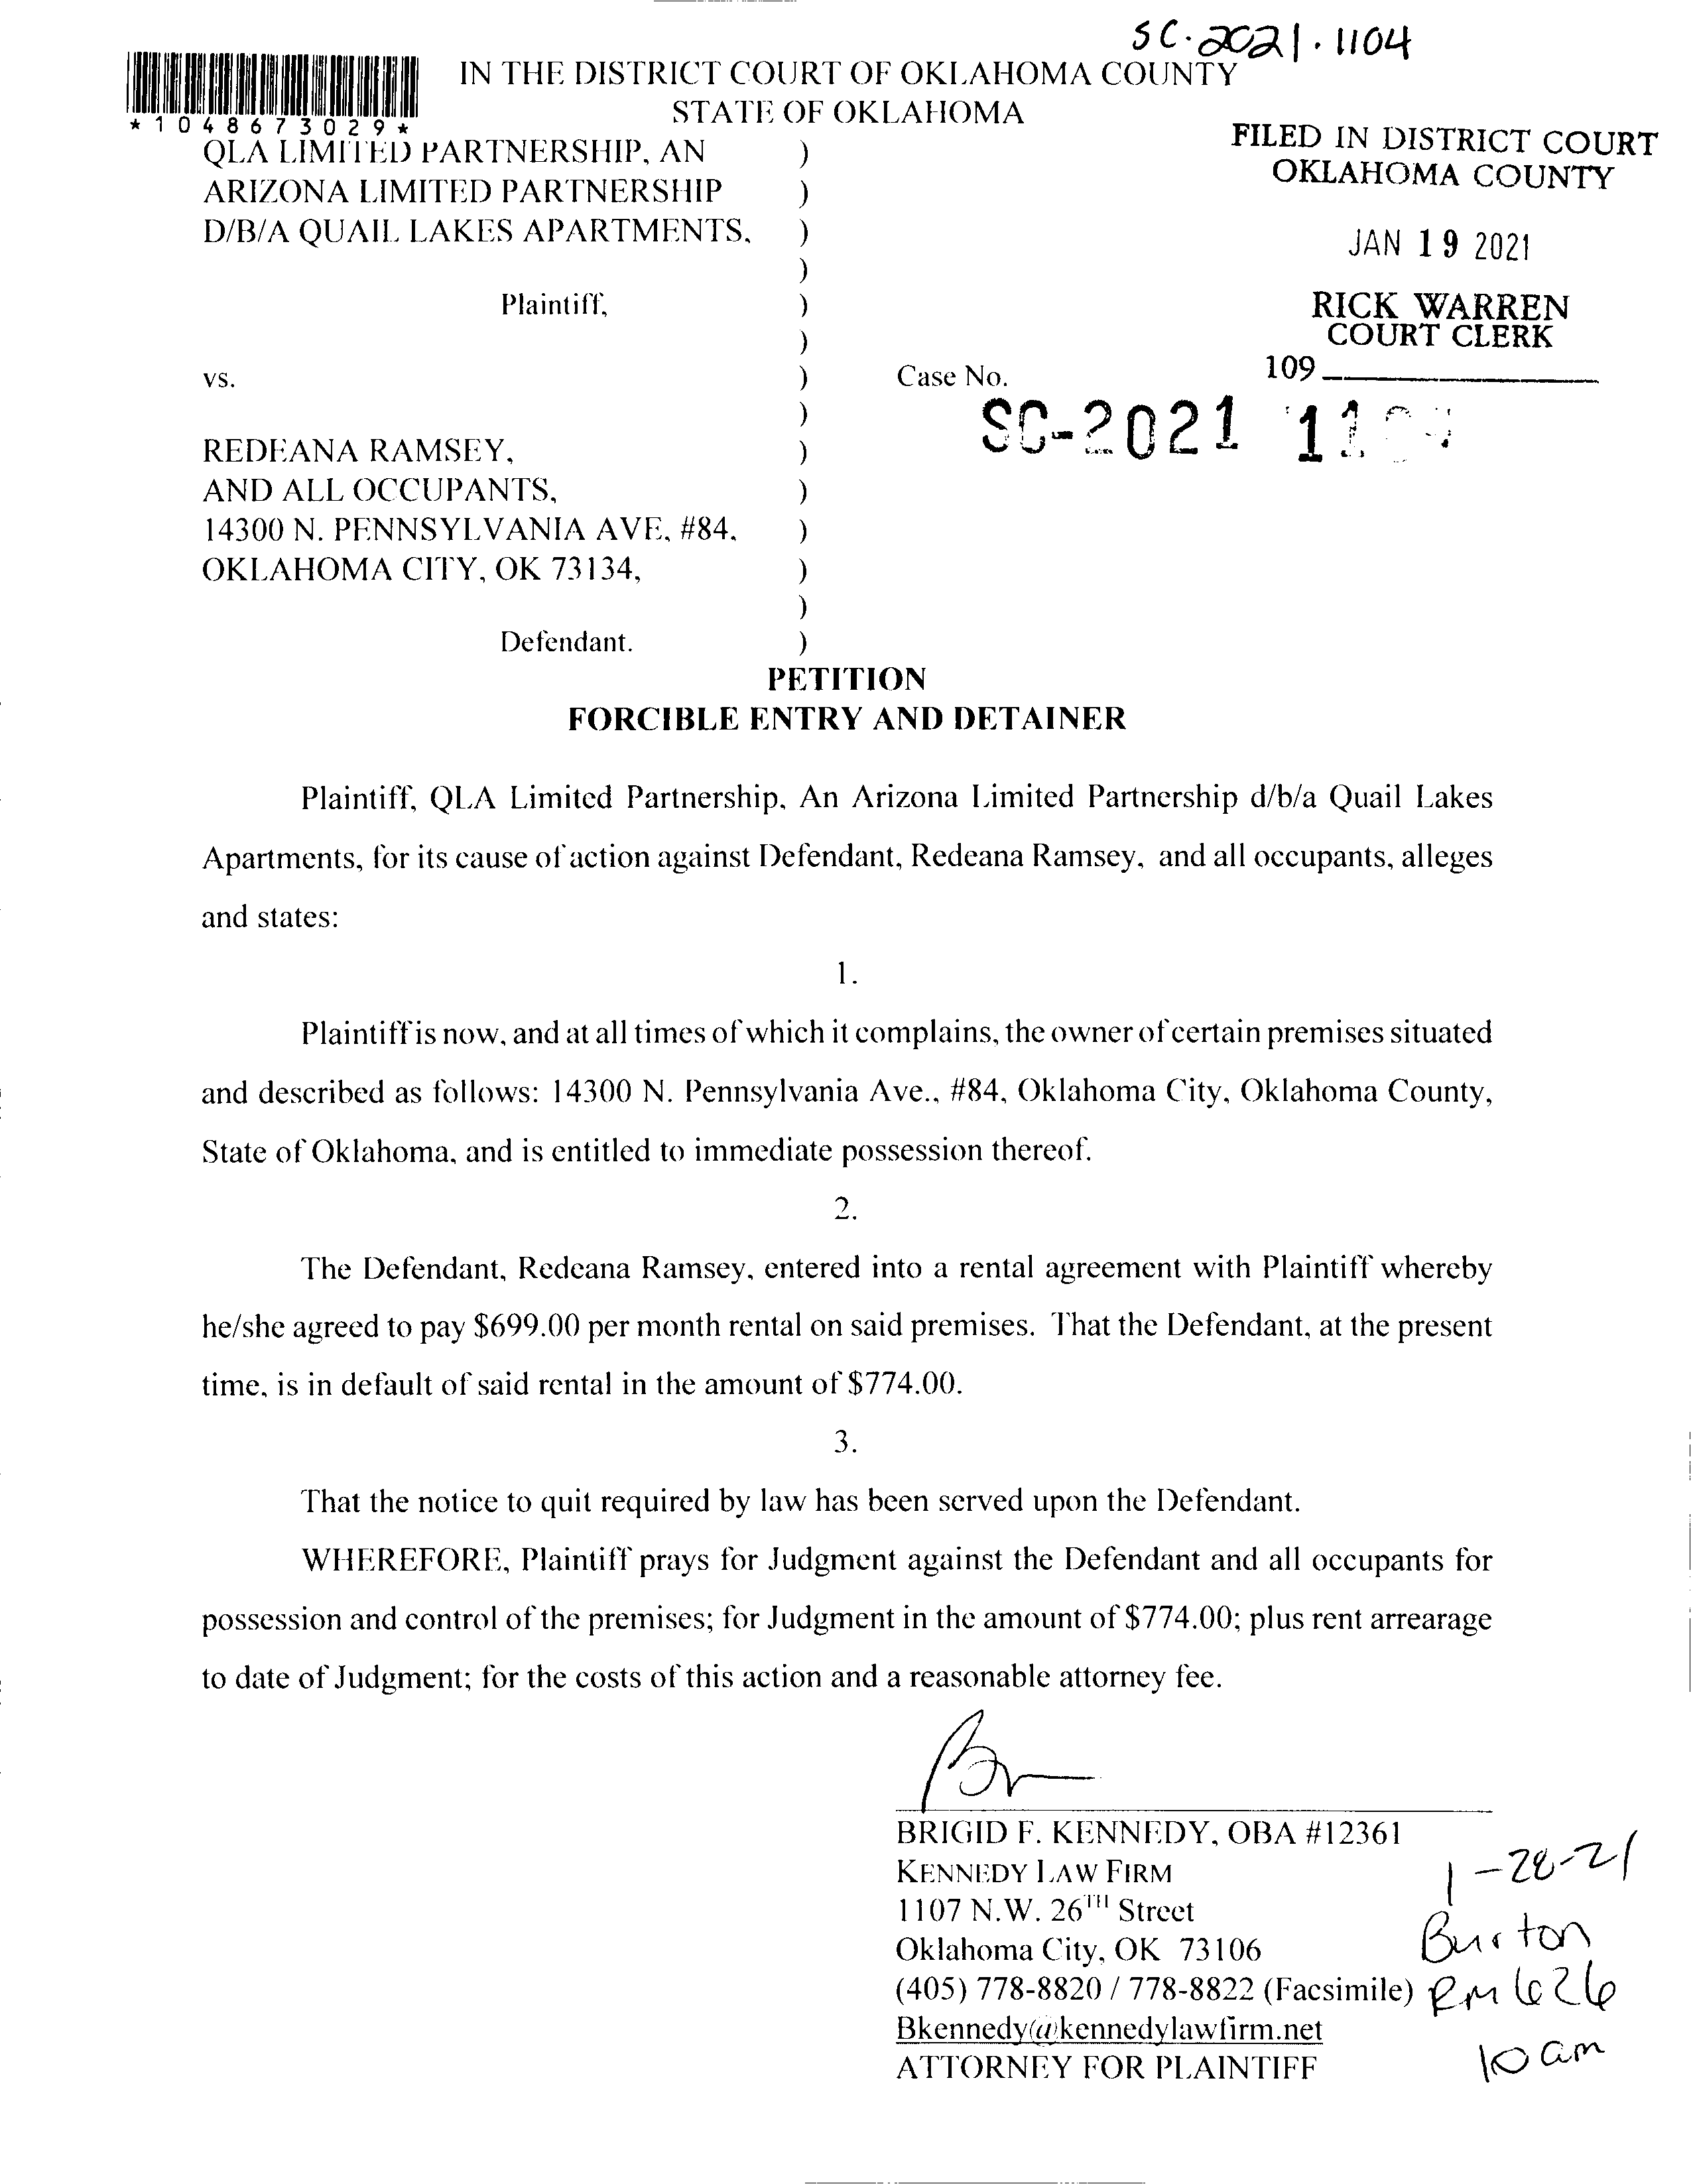 SC-2021-1104
IN THE DISTRICT COURT OF OKLAHOMA COUNTY
STATE OF OKLAHOMA
*1048673029*
FILED IN DISTRICT COURT
OKLAHOMA COUNTY
JAN 19 2021
RICK WARREN
COURT CLERK
109
QLA LIMITED PARTNERSHIP, AN )
ARIZONA LIMITED PARTNERSHIP )
D/B/A QUAIL LAKES APARTMENTS, )
)
Plaintiff, )
)
vs. ) Case No.
) SC-2021 11
REDEANA RAMSEY, )
AND ALL OCCUPANTS, )
14300 N. PENNSYLVANIA AVE, #84, )
OKLAHOMA CITY, OK 73134, )
)
Defendant. )
PETITION
FORCIBLE ENTRY AND DETAINER
Plaintiff, QLA Limited Partnership, An Arizona Limited Partnership d/b/a Quail Lakes
Apartments, for its cause of action against Defendant, Redeana Ramsey, and all occupants, alleges
and states:
1.
Plaintiff is now, and at all times of which it complains, the owner of certain premises situated
and described as follows: 14300 N. Pennsylvania Ave., #84, Oklahoma City, Oklahoma County,
State of Oklahoma, and is entitled to immediate possession thereof.
2.
The Defendant, Redeana Ramsey, entered into a rental agreement with Plaintiff whereby
he/she agreed to pay $699.00 per month rental on said premises. That the Defendant, at the present
time, is in default of said rental in the amount of $774.00.
3.
That the notice to quit required by law has been served upon the Defendant.
WHEREFORE, Plaintiff prays for Judgment against the Defendant and all occupants for
possession and control of the premises; for Judgment in the amount of $774.00; plus rent arrearage
to date of Judgment; for the costs of this action and a reasonable attorney fee.
BRIGID F. KENNEDY, OBA #12361
KENNEDY LAW FIRM
1107 N.W. 26TH Street
Oklahoma City, OK 73106
(405) 778-8820 / 778-8822 (Facsimile)
Bkennedy@kennedylawfirm.net
ATTORNEY FOR PLAINTIFF
1-28-21
Burton
RM 626
10am